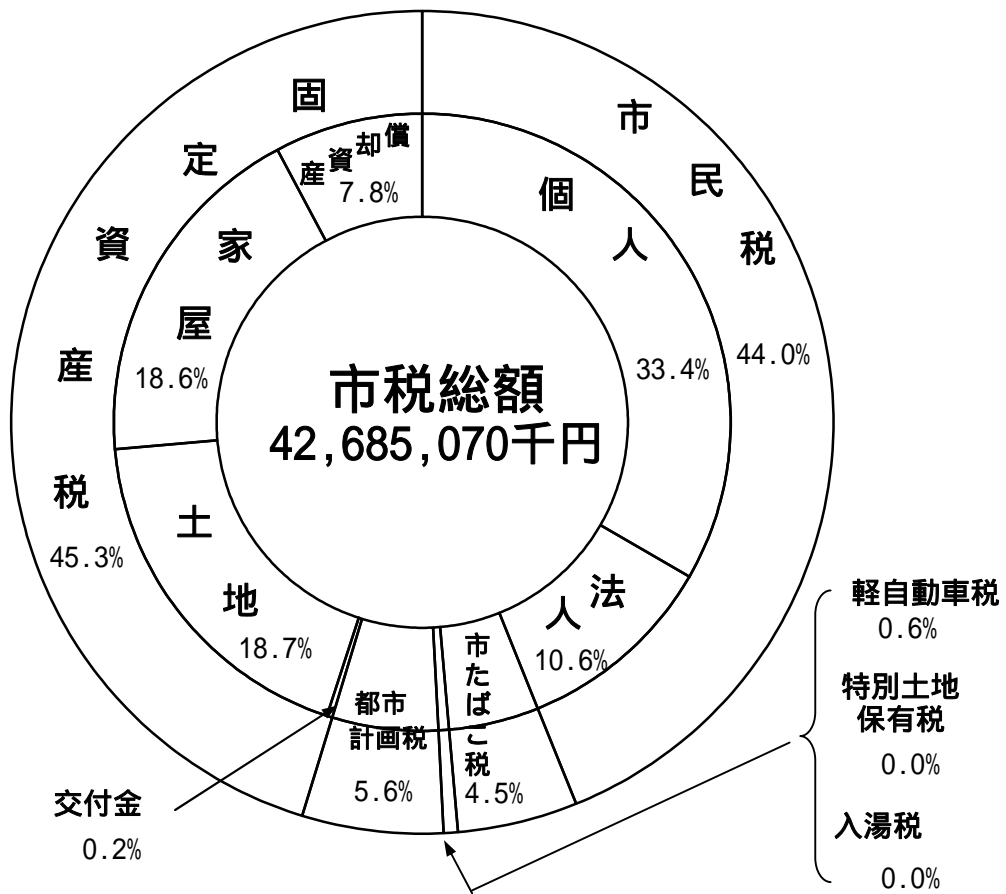 市税総額
42,685,070千円
市民税
44.0%
個人
33.4%
法人
10.6%
市たばこ税
4.5%
軽自動車税
0.6%
特別土地
保有税
0.0%
入湯税
0.0%
都市
計画税
5.6%
固定資産税
45.3%
交付金
0.2%
土地
18.7%
家屋
18.6%
償却資産
7.8%